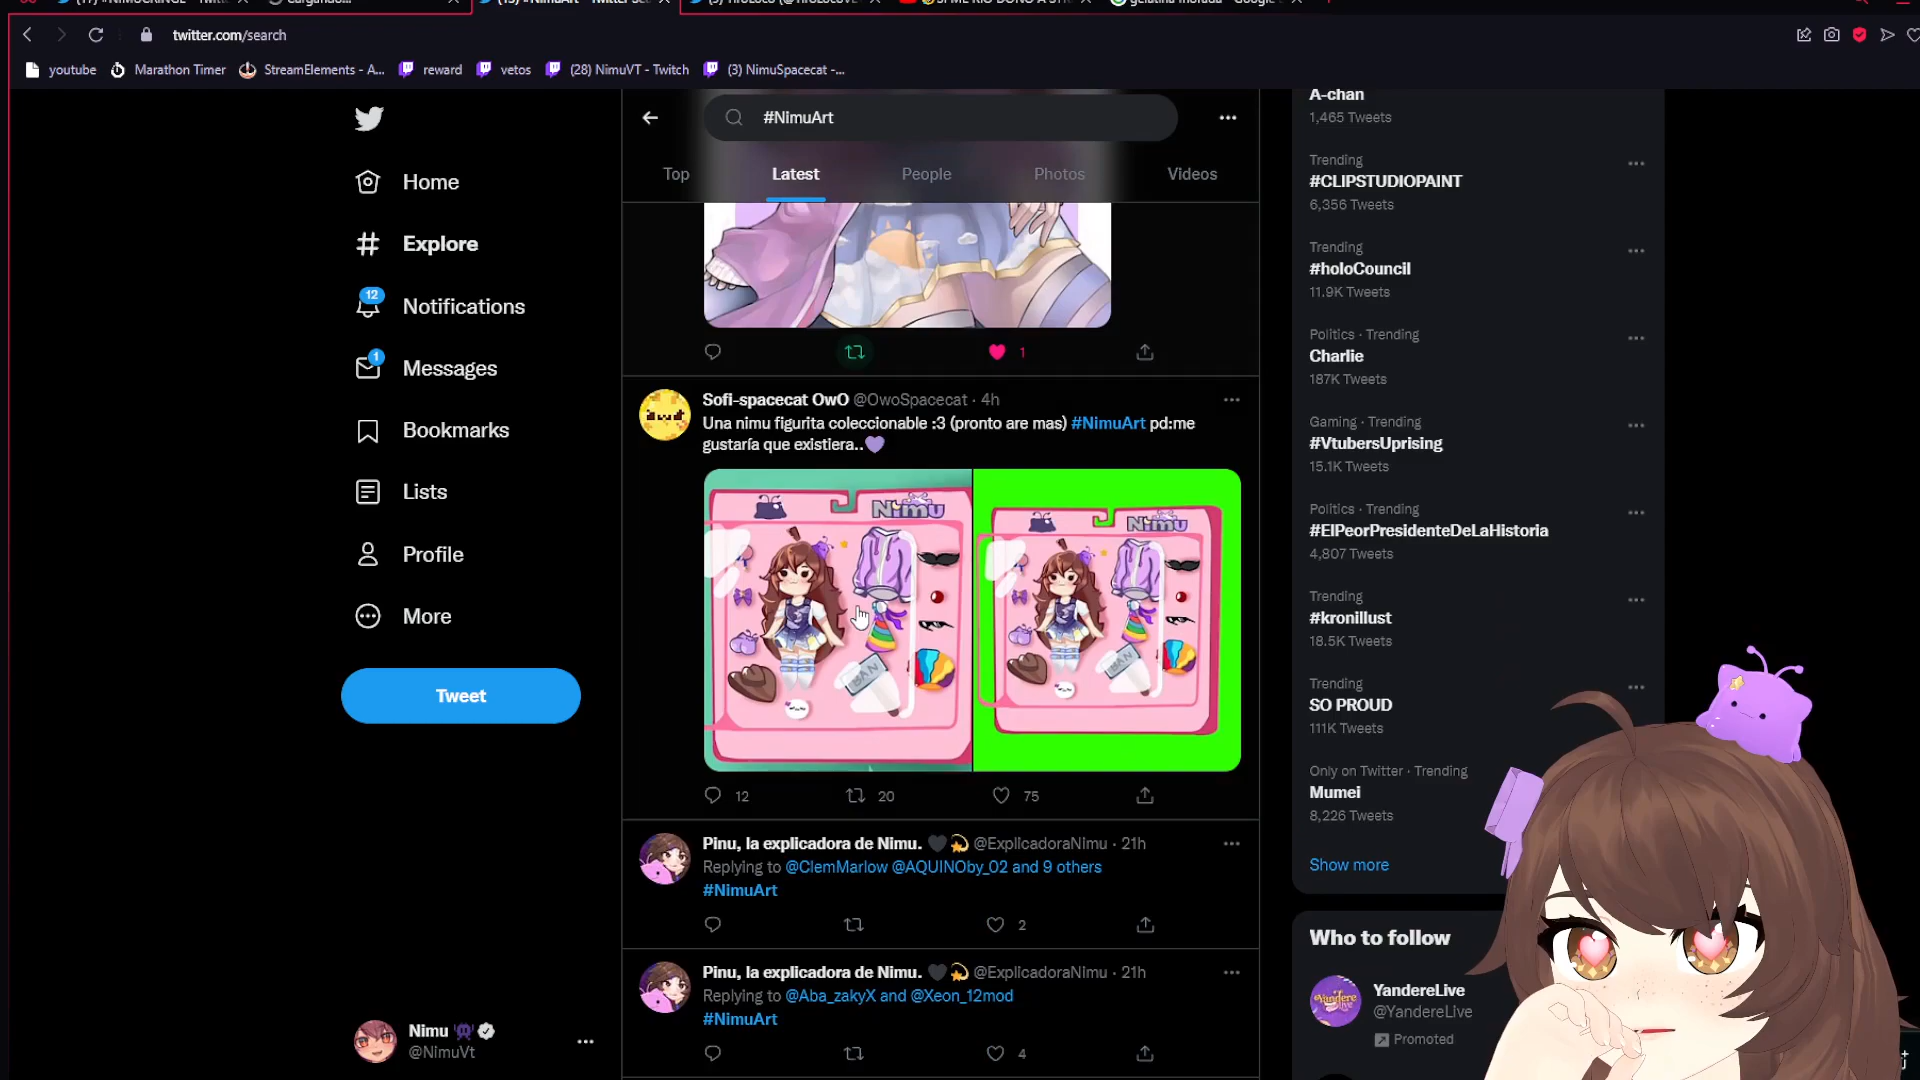 twitter.com/search
youtube
Marathon Timer
StreamElements - A...
reward
vetos
(28) NimuVT - Twitch
(3) NimuSpacecat -...
#NimuArt
Top
Latest
People
Photos
Videos
Home
Explore
12
Notifications
1
Messages
Bookmarks
Lists
Profile
More
Tweet
Nimu
@NimuVt
1
Sofi-spacecat OwO @OwoSpacecat · 4h
Una nimu figurita coleccionable :3 (pronto are mas) #NimuArt pd:me
gustaría que existiera..💜
Nimu
BAN
Nimu
BAN
12
20
75
Pinu, la explicadora de Nimu. 🖤💫 @ExplicadoraNimu · 21h
Replying to @ClemMarlow @AQUINOby_02 and 9 others
#NimuArt
2
Pinu, la explicadora de Nimu. 🖤💫 @ExplicadoraNimu · 21h
Replying to @Aba_zakyX and @Xeon_12mod
#NimuArt
4
A-chan
1,465 Tweets
Trending
#CLIPSTUDIOPAINT
6,356 Tweets
Trending
#holoCouncil
11.9K Tweets
Politics · Trending
Charlie
187K Tweets
Gaming · Trending
#VtubersUprising
15.1K Tweets
Politics · Trending
#ElPeorPresidenteDeLaHistoria
4,807 Tweets
Trending
#kronillust
18.5K Tweets
Trending
SO PROUD
111K Tweets
Only on Twitter · Trending
Mumei
8,226 Tweets
Show more
Who to follow
Yandere
Live
YandereLive
@YandereLive
Promoted